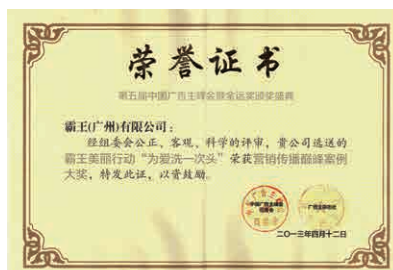 荣誉证书
第五届中国广告主峰会暨金远奖颁奖盛典
霸王(广州)有限公司：
经组委会公正、客观、科学的评审，贵公司选送的
霸王美丽行动“为爱洗一次头”荣获营销传播巅峰案例
大奖，特发此证，以资鼓励。
二〇一三年四月十二日